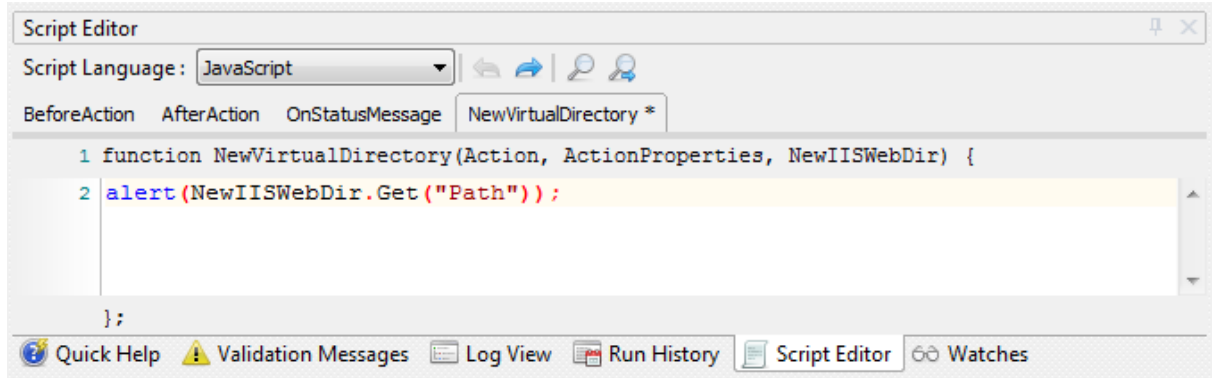 Script Editor
Script Language: JavaScript
BeforeAction AfterAction OnStatusMessage NewVirtualDirectory *
1 function NewVirtualDirectory(Action, ActionProperties, NewIISWebDir) {
2 alert(NewIISWebDir.Get("Path"));
};
Quick Help Validation Messages Log View Run History Script Editor Watches